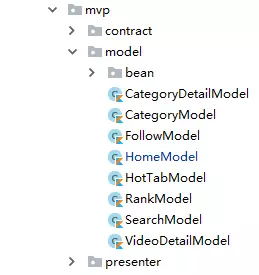 mvp
contract
model
bean
CategoryDetailModel
CategoryModel
FollowModel
HomeModel
HotTabModel
RankModel
SearchModel
VideoDetailModel
presenter